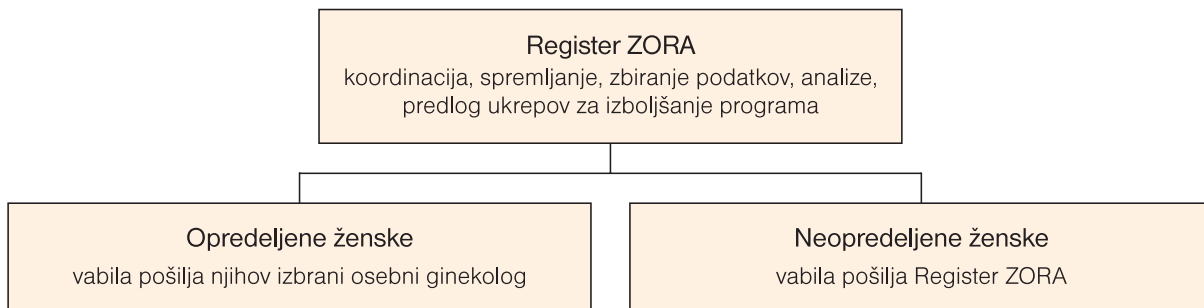 Register ZORA
koordinacija, spremljanje, zbiranje podatkov, analize,
predlog ukrepov za izboljšanje programa
Opredeljene ženske
vabila pošilja njihov izbrani osebni ginekolog
Neopredeljene ženske
vabila pošilja Register ZORA